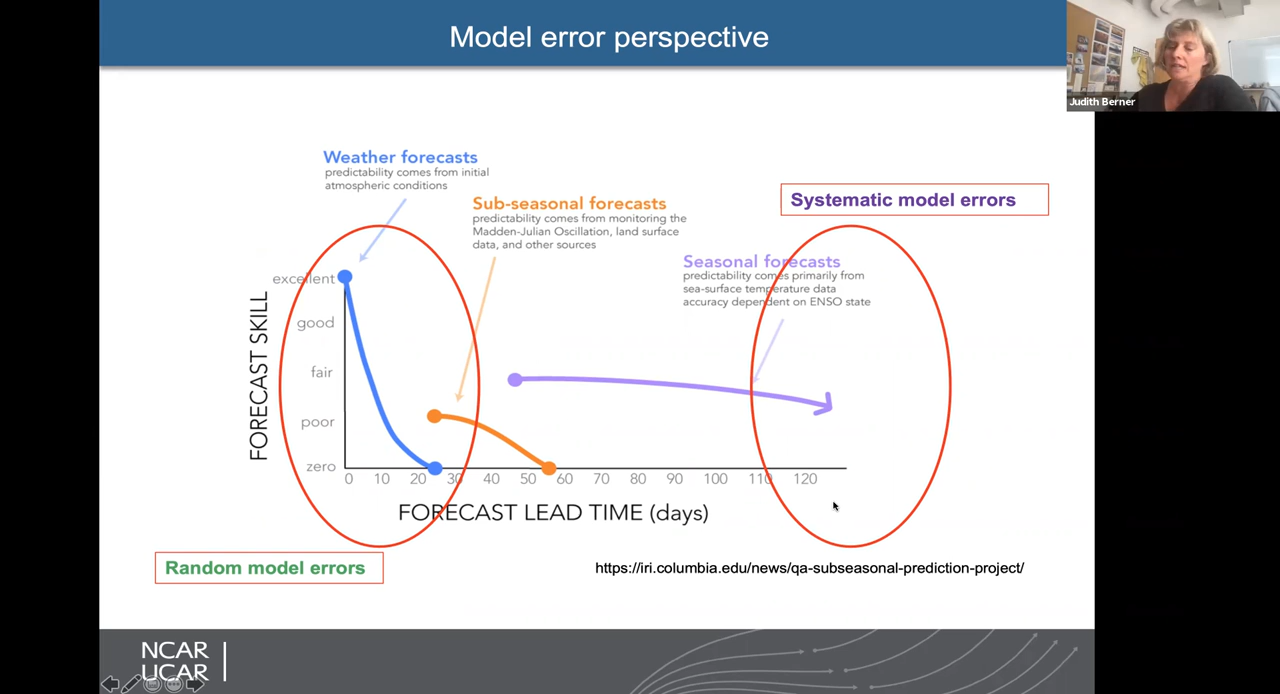 Model error perspective
Judith Berner
Weather forecasts
predictability comes from initial
atmospheric conditions
Sub-seasonal forecasts
predictability comes from monitoring the
Madden-Julian Oscillation, land surface
data, and other sources
Systematic model errors
Seasonal forecasts
predictability comes primarily from
sea-surface temperature data
accuracy dependent on ENSO state
FORECAST SKILL
excellent
good
fair
poor
zero
0 10 20 30 40 50 60 70 80 90 100 110 120
FORECAST LEAD TIME (days)
Random model errors
https://iri.columbia.edu/news/qa-subseasonal-prediction-project/
NCAR
UCAR